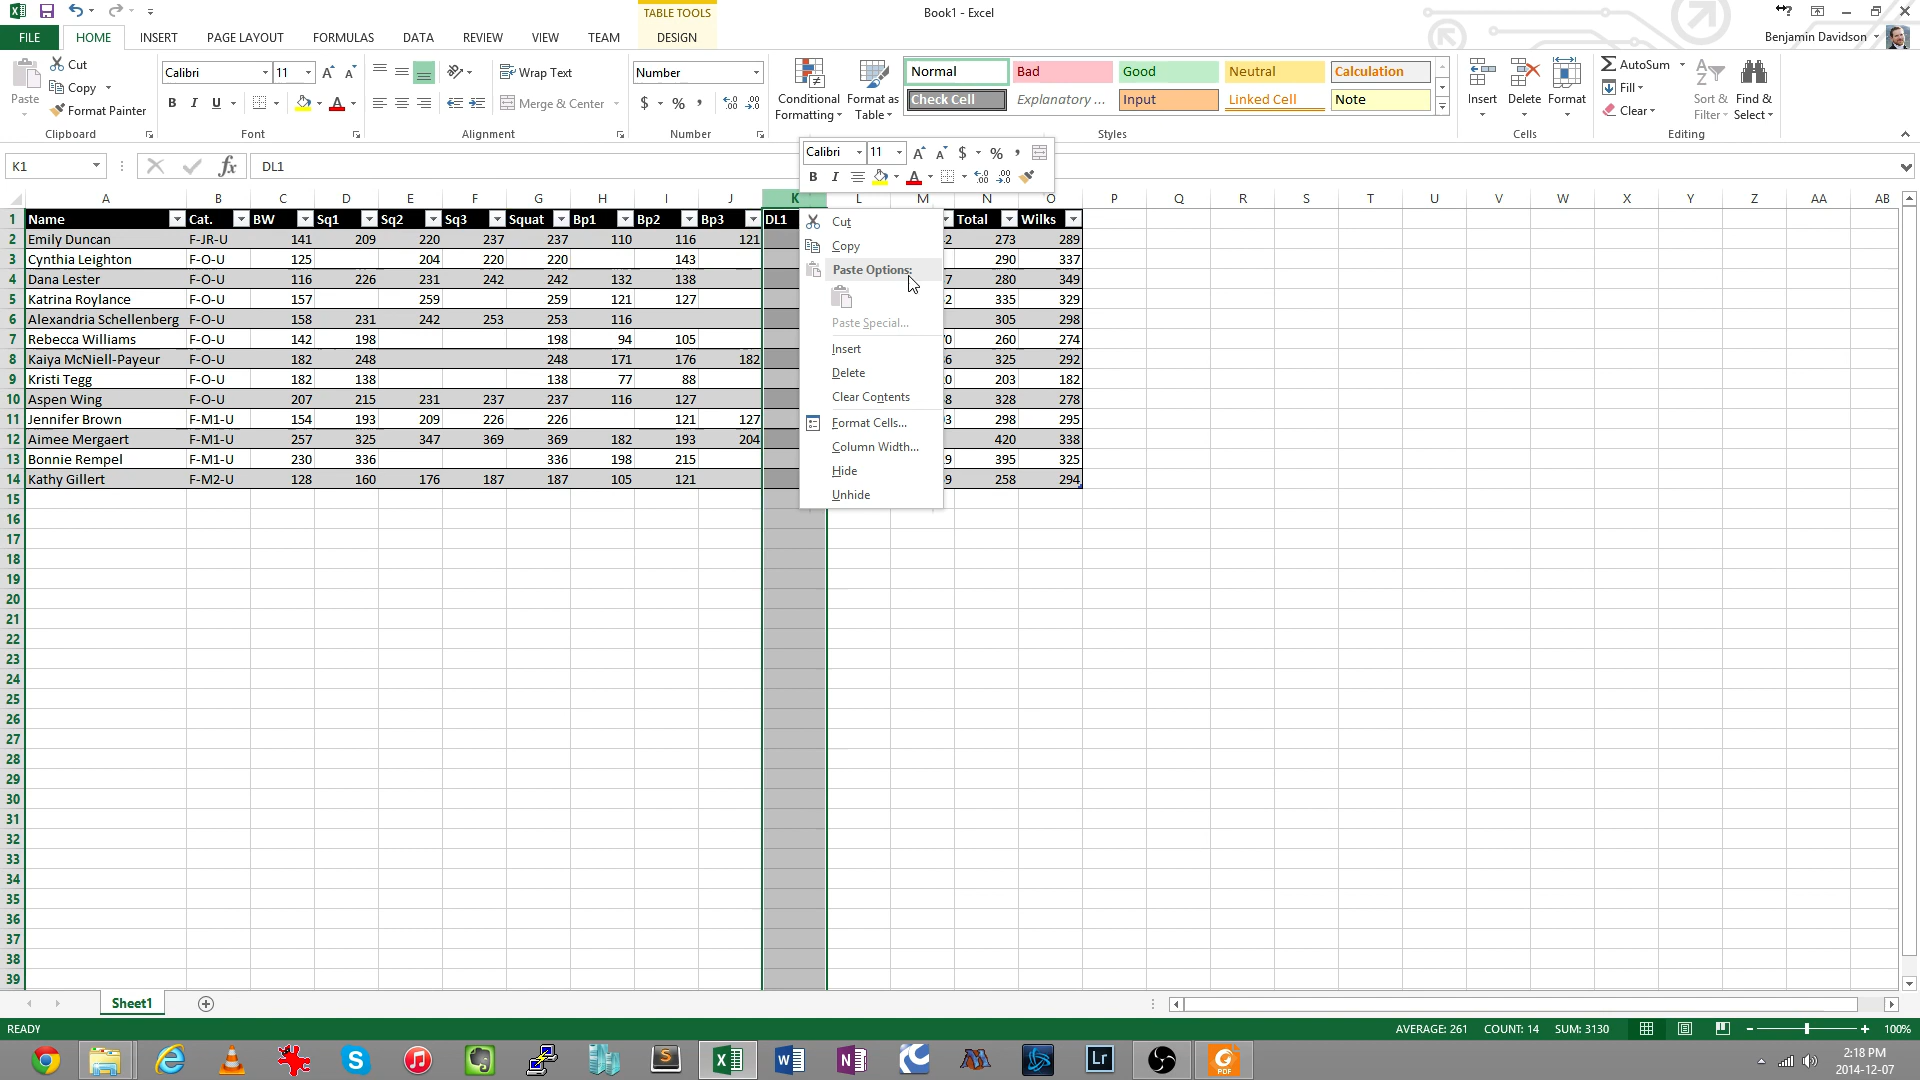 TABLE TOOLS
Book1 - Excel
FILE HOME INSERT PAGE LAYOUT FORMULAS DATA REVIEW VIEW TEAM DESIGN Benjamin Davidson
Cut
Copy
Format Painter
Paste
Clipboard
Calibri 11
B I U
Font
Wrap Text
Merge & Center
Alignment
Number
$ % ,
Number
Conditional Formatting
Format as Table
Normal Bad Good Neutral Calculation
Check Cell Explanatory ... Input Linked Cell Note
Styles
Insert Delete Format
Cells
AutoSum
Fill
Clear
Sort & Filter
Find & Select
Editing
K1 fx DL1
Calibri 11 A A $ % ,
B I A
A B C D E F G H I J K L M N O P Q R S T U V W X Y Z AA AB
1 Name Cat. BW Sq1 Sq2 Sq3 Squat Bp1 Bp2 Bp3 DL1 Total Wilks
2 Emily Duncan F-JR-U 141 209 220 237 237 110 116 121 2 273 289
3 Cynthia Leighton F-O-U 125 204 220 220 143 290 337
4 Dana Lester F-O-U 116 226 231 242 242 132 138 7 280 349
5 Katrina Roylance F-O-U 157 259 259 121 127 2 335 329
6 Alexandria Schellenberg F-O-U 158 231 242 253 253 116 305 298
7 Rebecca Williams F-O-U 142 198 198 94 105 0 260 274
8 Kaiya McNiell-Payeur F-O-U 182 248 248 171 176 182 6 325 292
9 Kristi Tegg F-O-U 182 138 138 77 88 0 203 182
10 Aspen Wing F-O-U 207 215 231 237 237 116 127 8 328 278
11 Jennifer Brown F-M1-U 154 193 209 226 226 121 127 3 298 295
12 Aimee Mergaert F-M1-U 257 325 347 369 369 182 193 204 420 338
13 Bonnie Rempel F-M1-U 230 336 336 198 215 9 395 325
14 Kathy Gillert F-M2-U 128 160 176 187 187 105 121 9 258 294
Cut
Copy
Paste Options:
Paste Special...
Insert
Delete
Clear Contents
Format Cells...
Column Width...
Hide
Unhide
15
16
17
18
19
20
21
22
23
24
25
26
27
28
29
30
31
32
33
34
35
36
37
38
39
Sheet1
READY AVERAGE: 261 COUNT: 14 SUM: 3130 100%
Lr
PDF
2:18 PM
2014-12-07